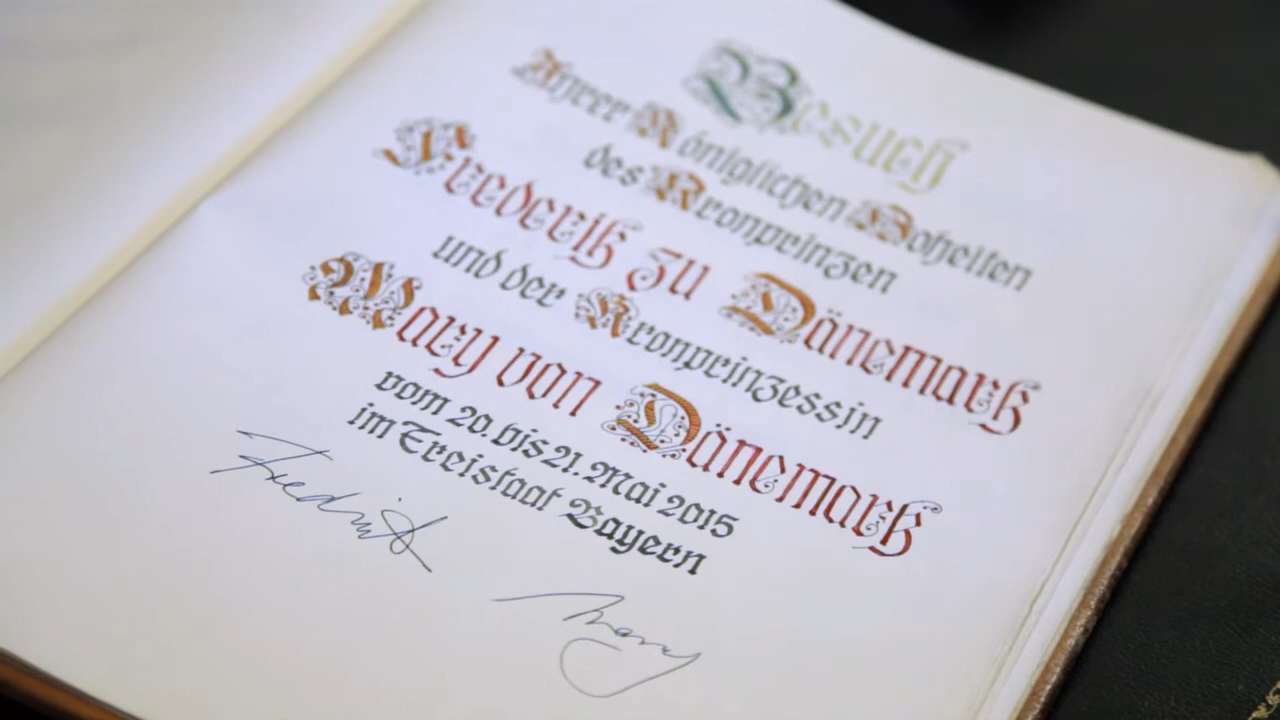 Besuch
Ihrer Königlichen Hoheiten
des Kronprinzen
Frederik zu Dänemark
und der Kronprinzessin
Mary von Dänemark
vom 20. bis 21. Mai 2015
im Freistaat Bayern
Frederik
Mary